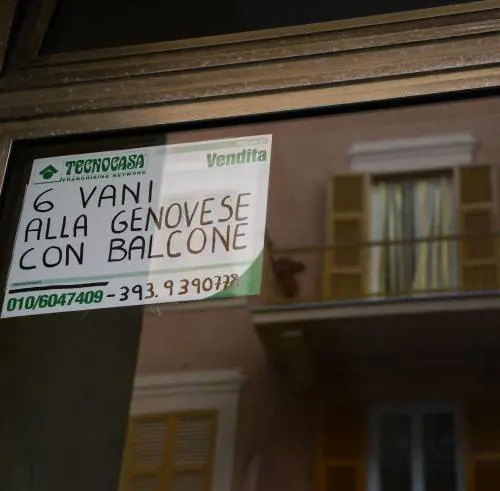 TECNOCASA
FRANCHISING NETWORK
Vendita
6 VANI
ALLA GENOVESE
CON BALCONE
010/6047409 - 393.9390778